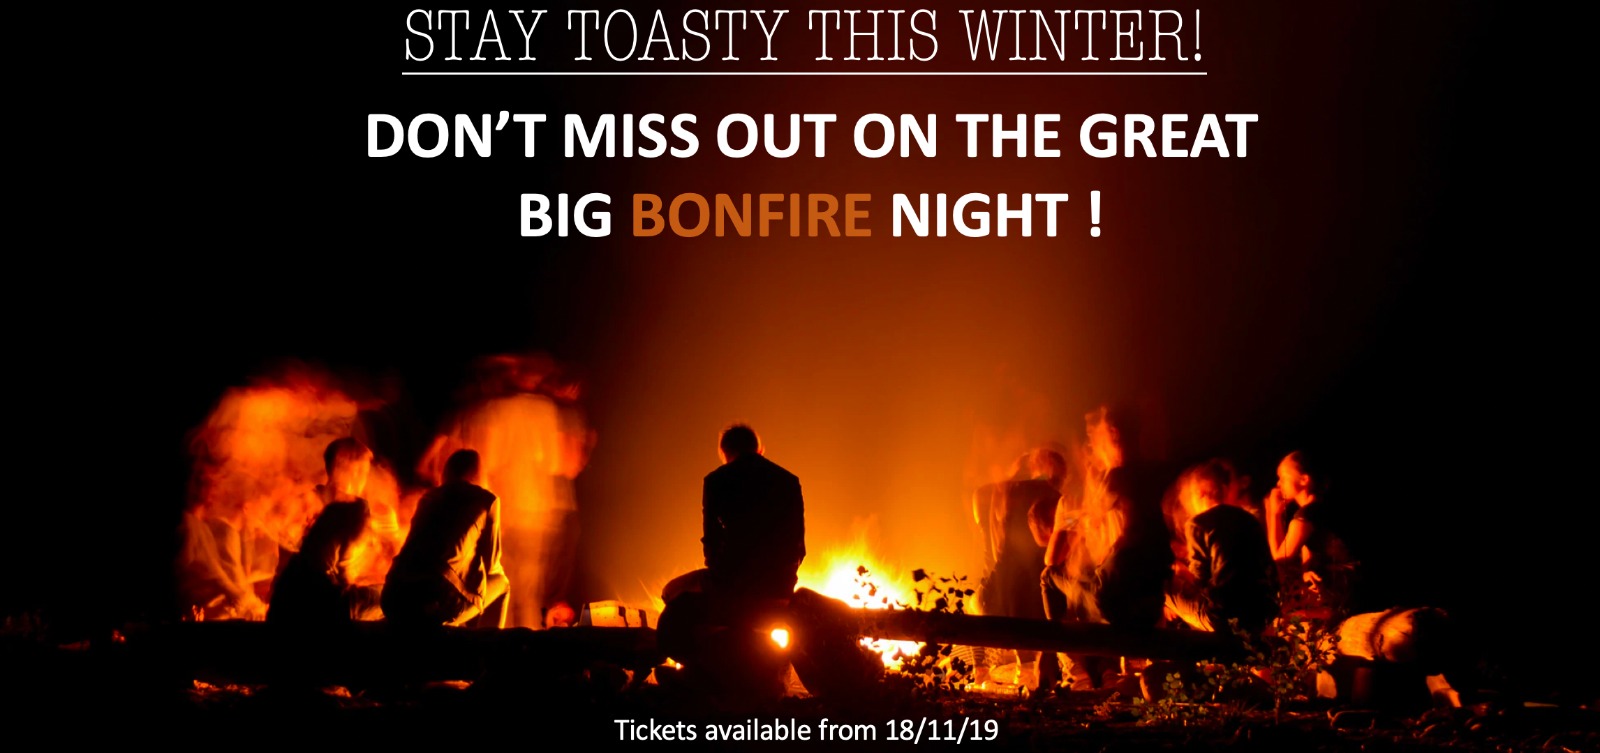 STAY TOASTY THIS WINTER!
DON’T MISS OUT ON THE GREAT
BIG BONFIRE NIGHT !
Tickets available from 18/11/19